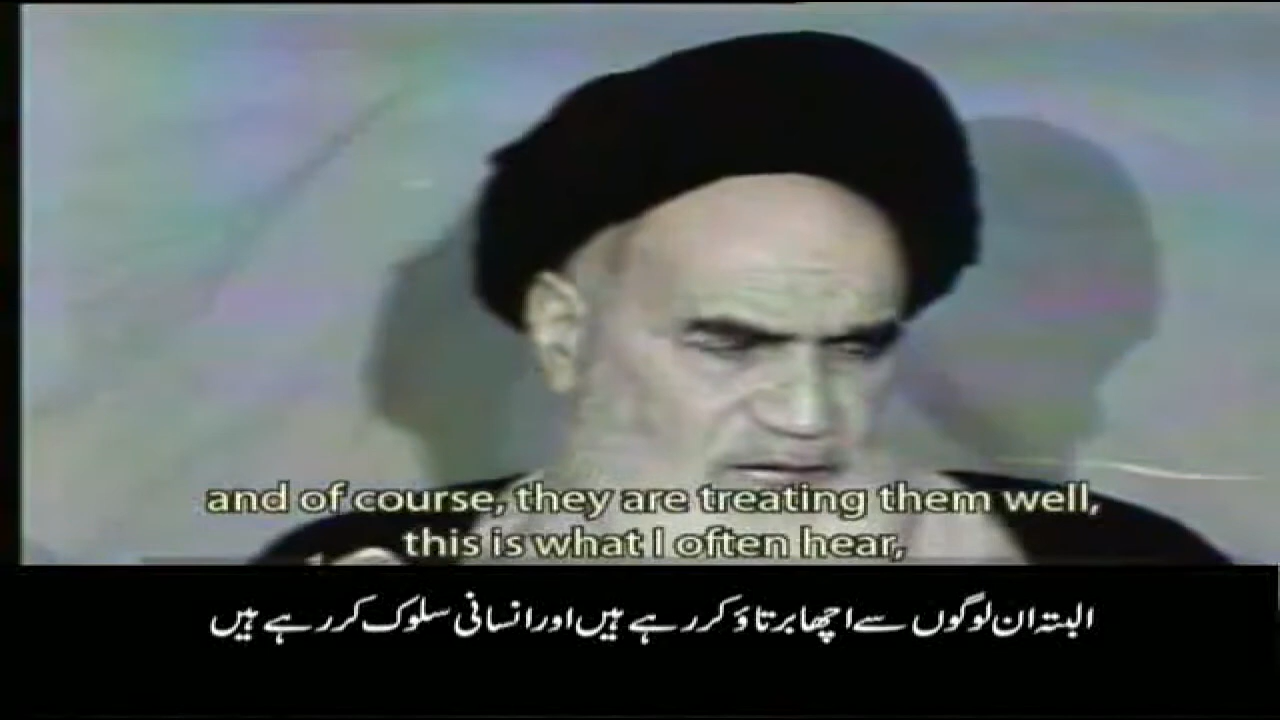 and of course, they are treating them well,
this is what I often hear,
البتہ ان لوگوں سے اچھا برتاؤ کر رہے ہیں اور انسانی سلوک کر رہے ہیں